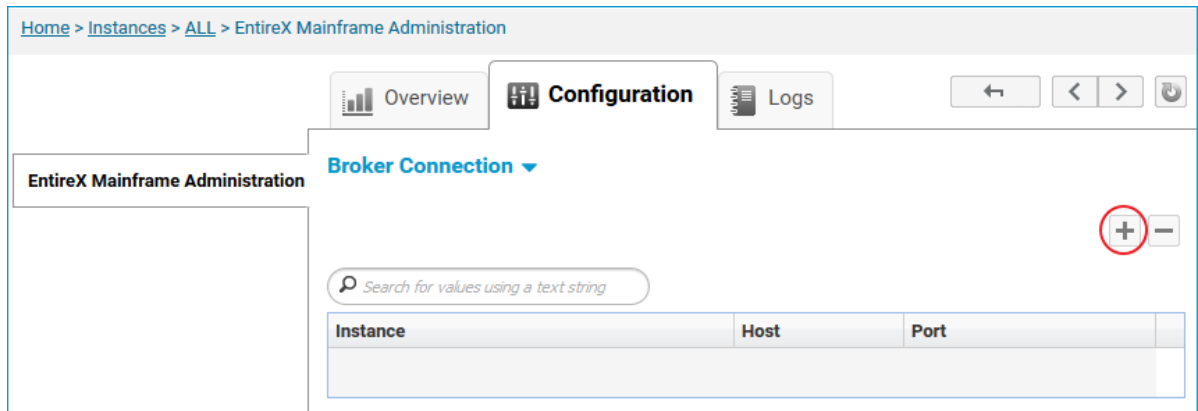 Home > Instances > ALL > EntireX Mainframe Administration
Overview
Configuration
Logs
EntireX Mainframe Administration
Broker Connection
Search for values using a text string
Instance Host Port